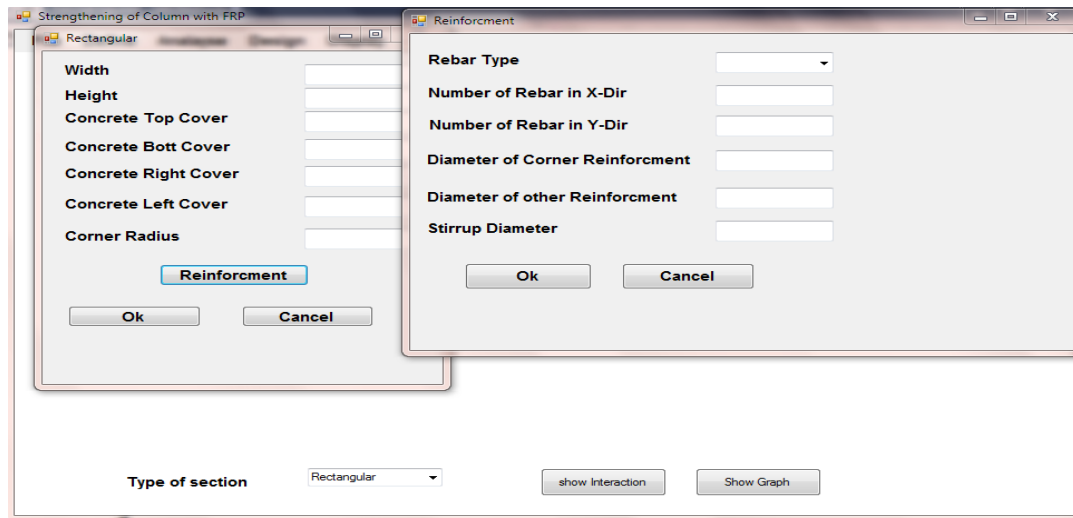 Strengthening of Column with FRP
Rectangular
Width
Height
Concrete Top Cover
Concrete Bott Cover
Concrete Right Cover
Concrete Left Cover
Corner Radius
Reinforcment
Ok Cancel
Reinforcment
Rebar Type
Number of Rebar in X-Dir
Number of Rebar in Y-Dir
Diameter of Corner Reinforcment
Diameter of other Reinforcment
Stirrup Diameter
Ok Cancel
Type of section Rectangular show Interaction Show Graph